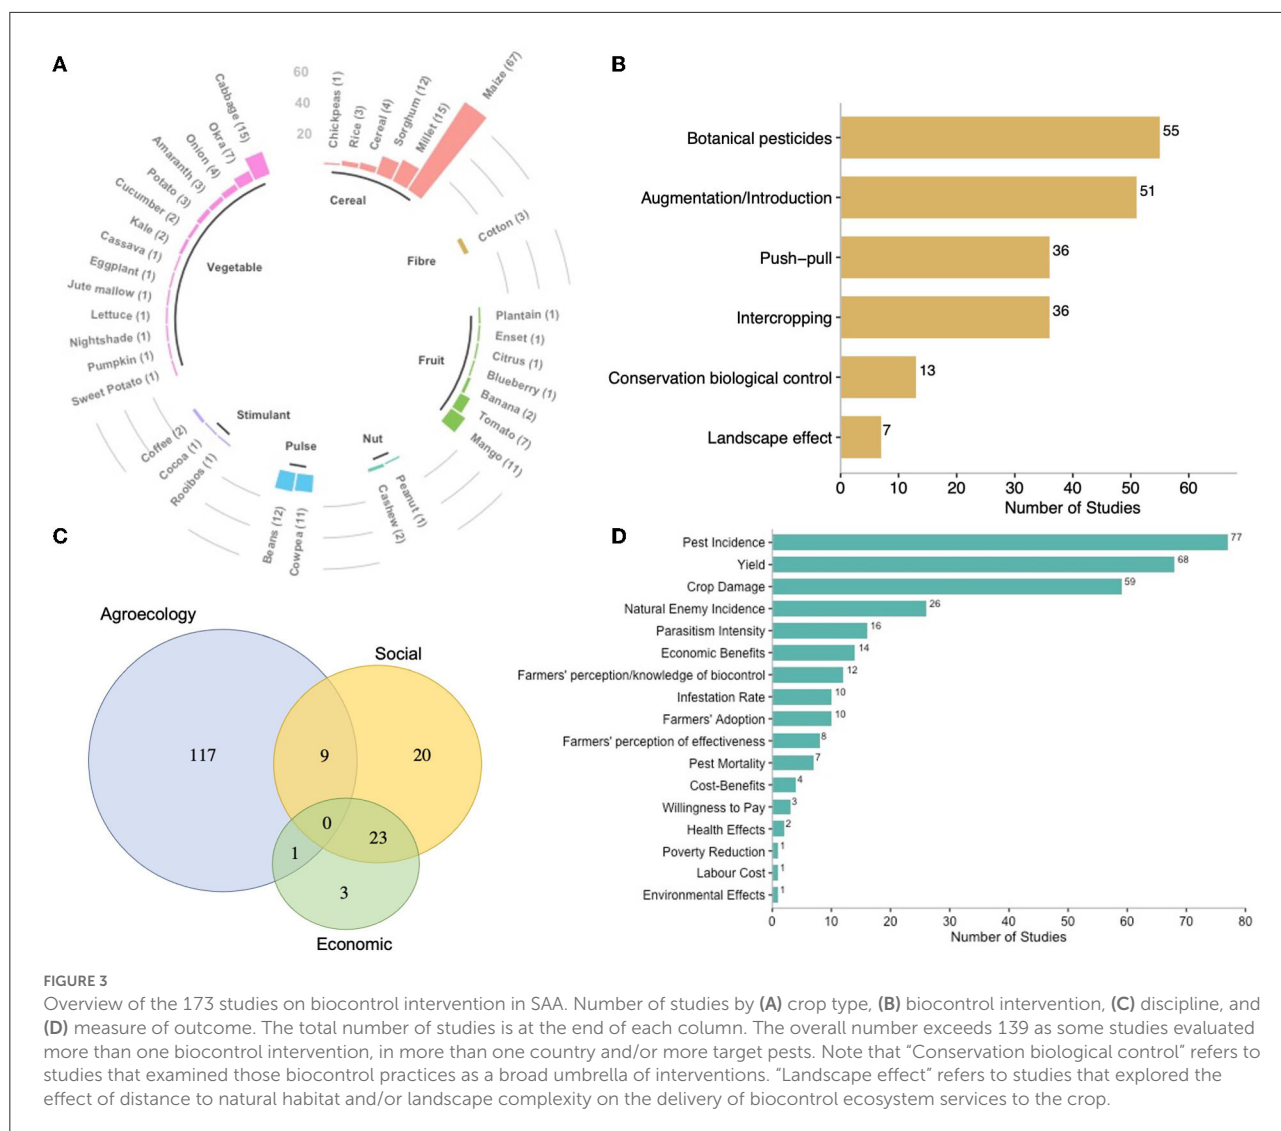 A
60
40
20
Chickpeas (1)
Rice (3)
Cereal (4)
Sorghum (12)
Millet (15)
Maize (67)
Cereal
Cotton (3)
Fibre
Plantain (1)
Enset (1)
Citrus (1)
Blueberry (1)
Banana (2)
Tomato (7)
Mango (11)
Fruit
Peanut (1)
Cashew (2)
Nut
Cowpea (11)
Beans (12)
Pulse
Rooibos (1)
Cocoa (1)
Coffee (2)
Stimulant
Sweet Potato (1)
Pumpkin (1)
Nightshade (1)
Lettuce (1)
Jute mallow (1)
Eggplant (1)
Cassava (1)
Kale (2)
Cucumber (2)
Potato (3)
Amaranth (3)
Onion (4)
Okra (7)
Cabbage (15)
Vegetable
B
Botanical pesticides 55
Augmentation/Introduction 51
Push–pull 36
Intercropping 36
Conservation biological control 13
Landscape effect 7
0 10 20 30 40 50 60
Number of Studies
C
Agroecology
Social
117 9 20
0
1 23
3
Economic
D
Pest Incidence 77
Yield 68
Crop Damage 59
Natural Enemy Incidence 26
Parasitism Intensity 16
Economic Benefits 14
Farmers' perception/knowledge of biocontrol 12
Infestation Rate 10
Farmers' Adoption 10
Farmers' perception of effectiveness 8
Pest Mortality 7
Cost-Benefits 4
Willingness to Pay 3
Health Effects 2
Poverty Reduction 1
Labour Cost 1
Environmental Effects 1
0 10 20 30 40 50 60 70 80
Number of Studies
FIGURE 3
Overview of the 173 studies on biocontrol intervention in SAA. Number of studies by (A) crop type, (B) biocontrol intervention, (C) discipline, and
(D) measure of outcome. The total number of studies is at the end of each column. The overall number exceeds 139 as some studies evaluated
more than one biocontrol intervention, in more than one country and/or more target pests. Note that “Conservation biological control” refers to
studies that examined those biocontrol practices as a broad umbrella of interventions. “Landscape effect” refers to studies that explored the
effect of distance to natural habitat and/or landscape complexity on the delivery of biocontrol ecosystem services to the crop.